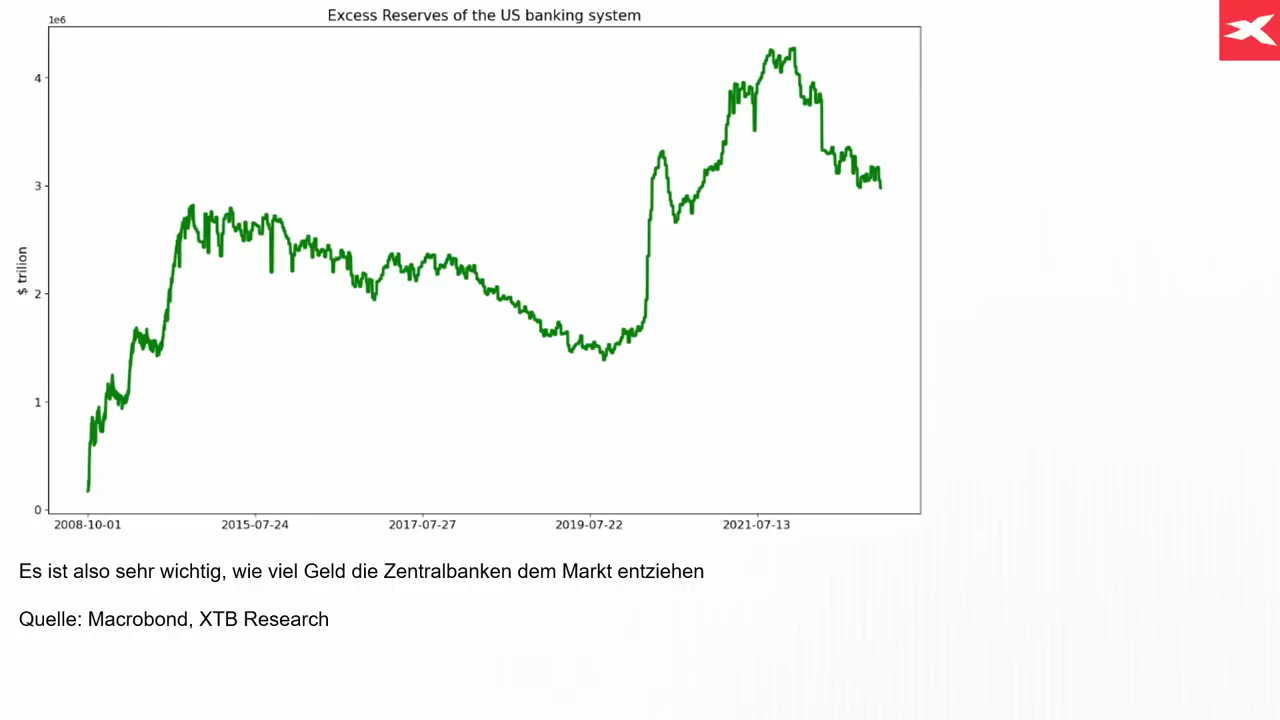 Excess Reserves of the US banking system
1e6
4
3
2
1
0
$ trilion
2008-10-01 2015-07-24 2017-07-27 2019-07-22 2021-07-13
Es ist also sehr wichtig, wie viel Geld die Zentralbanken dem Markt entziehen
Quelle: Macrobond, XTB Research